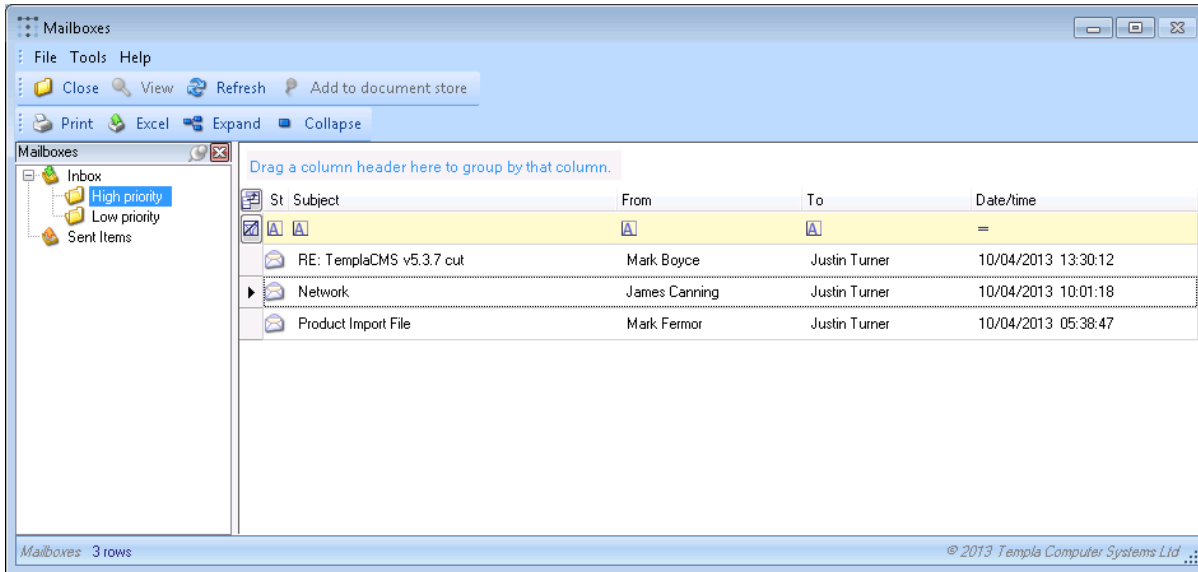 Mailboxes
File Tools Help
Close View Refresh Add to document store
Print Excel Expand Collapse
Mailboxes
Inbox
High priority
Low priority
Sent Items
Drag a column header here to group by that column.
St Subject From To Date/time
A A A A =
RE: TemplaCMS v5.3.7 cut Mark Boyce Justin Turner 10/04/2013 13:30:12
Network James Canning Justin Turner 10/04/2013 10:01:18
Product Import File Mark Fermor Justin Turner 10/04/2013 05:38:47
Mailboxes 3 rows © 2013 Templa Computer Systems Ltd